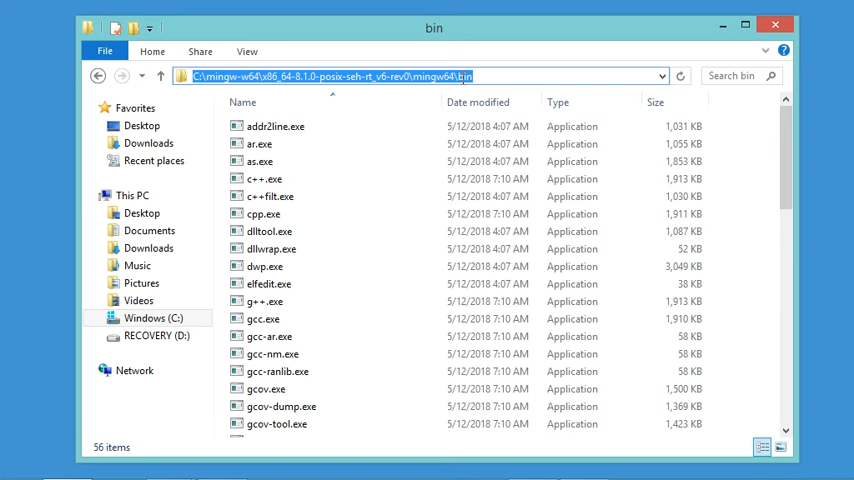 bin
File Home Share View
C:\mingw-w64\x86_64-8.1.0-posix-seh-rt_v6-rev0\mingw64\bin
Search bin
Name Date modified Type Size
Favorites
Desktop
Downloads
Recent places
This PC
Desktop
Documents
Downloads
Music
Pictures
Videos
Windows (C:)
RECOVERY (D:)
Network
addr2line.exe 5/12/2018 4:07 AM Application 1,031 KB
ar.exe 5/12/2018 4:07 AM Application 1,055 KB
as.exe 5/12/2018 4:07 AM Application 1,853 KB
c++.exe 5/12/2018 7:10 AM Application 1,913 KB
c++filt.exe 5/12/2018 4:07 AM Application 1,030 KB
cpp.exe 5/12/2018 7:10 AM Application 1,911 KB
dlltool.exe 5/12/2018 4:07 AM Application 1,087 KB
dllwrap.exe 5/12/2018 4:07 AM Application 52 KB
dwp.exe 5/12/2018 4:07 AM Application 3,049 KB
elfedit.exe 5/12/2018 4:07 AM Application 38 KB
g++.exe 5/12/2018 7:10 AM Application 1,913 KB
gcc.exe 5/12/2018 7:10 AM Application 1,910 KB
gcc-ar.exe 5/12/2018 7:10 AM Application 58 KB
gcc-nm.exe 5/12/2018 7:10 AM Application 58 KB
gcc-ranlib.exe 5/12/2018 7:10 AM Application 58 KB
gcov.exe 5/12/2018 7:10 AM Application 1,500 KB
gcov-dump.exe 5/12/2018 7:10 AM Application 1,369 KB
gcov-tool.exe 5/12/2018 7:10 AM Application 1,423 KB
56 items